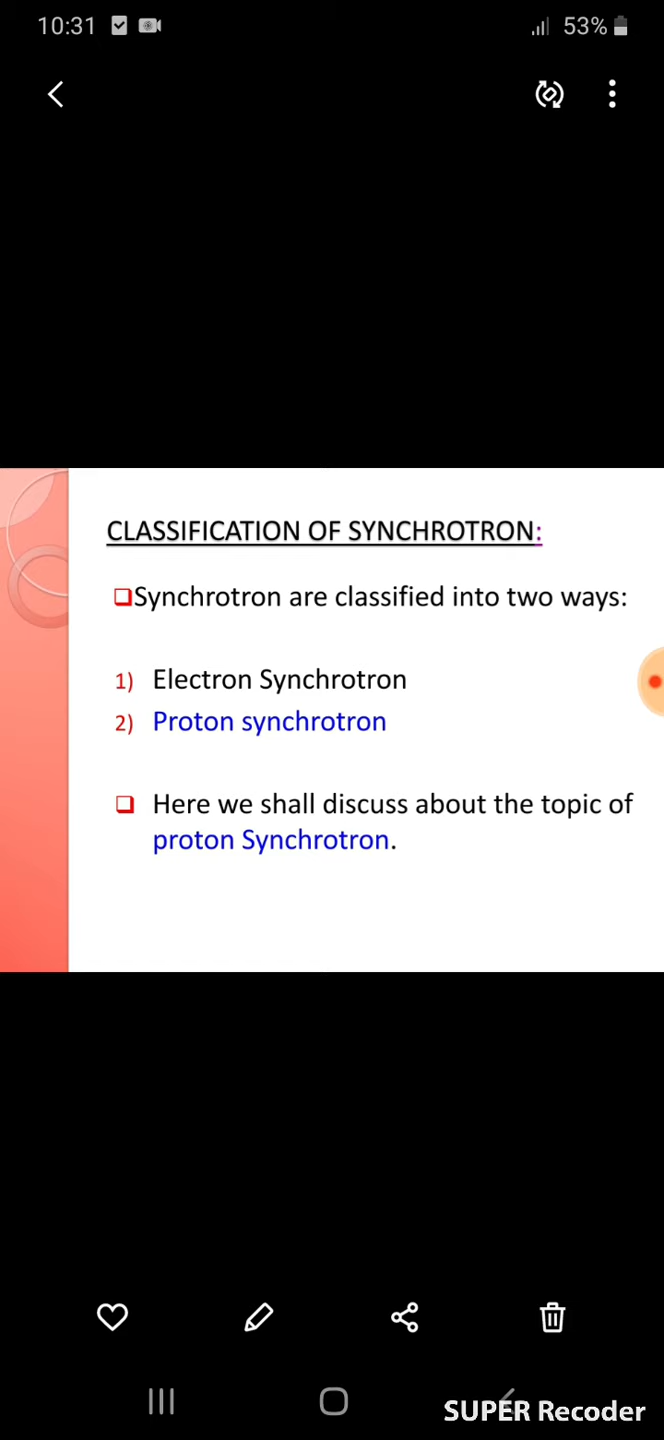 10:31
53%
CLASSIFICATION OF SYNCHROTRON:
❑Synchrotron are classified into two ways:
1) Electron Synchrotron
2) Proton synchrotron
❑ Here we shall discuss about the topic of
proton Synchrotron.
SUPER Recoder